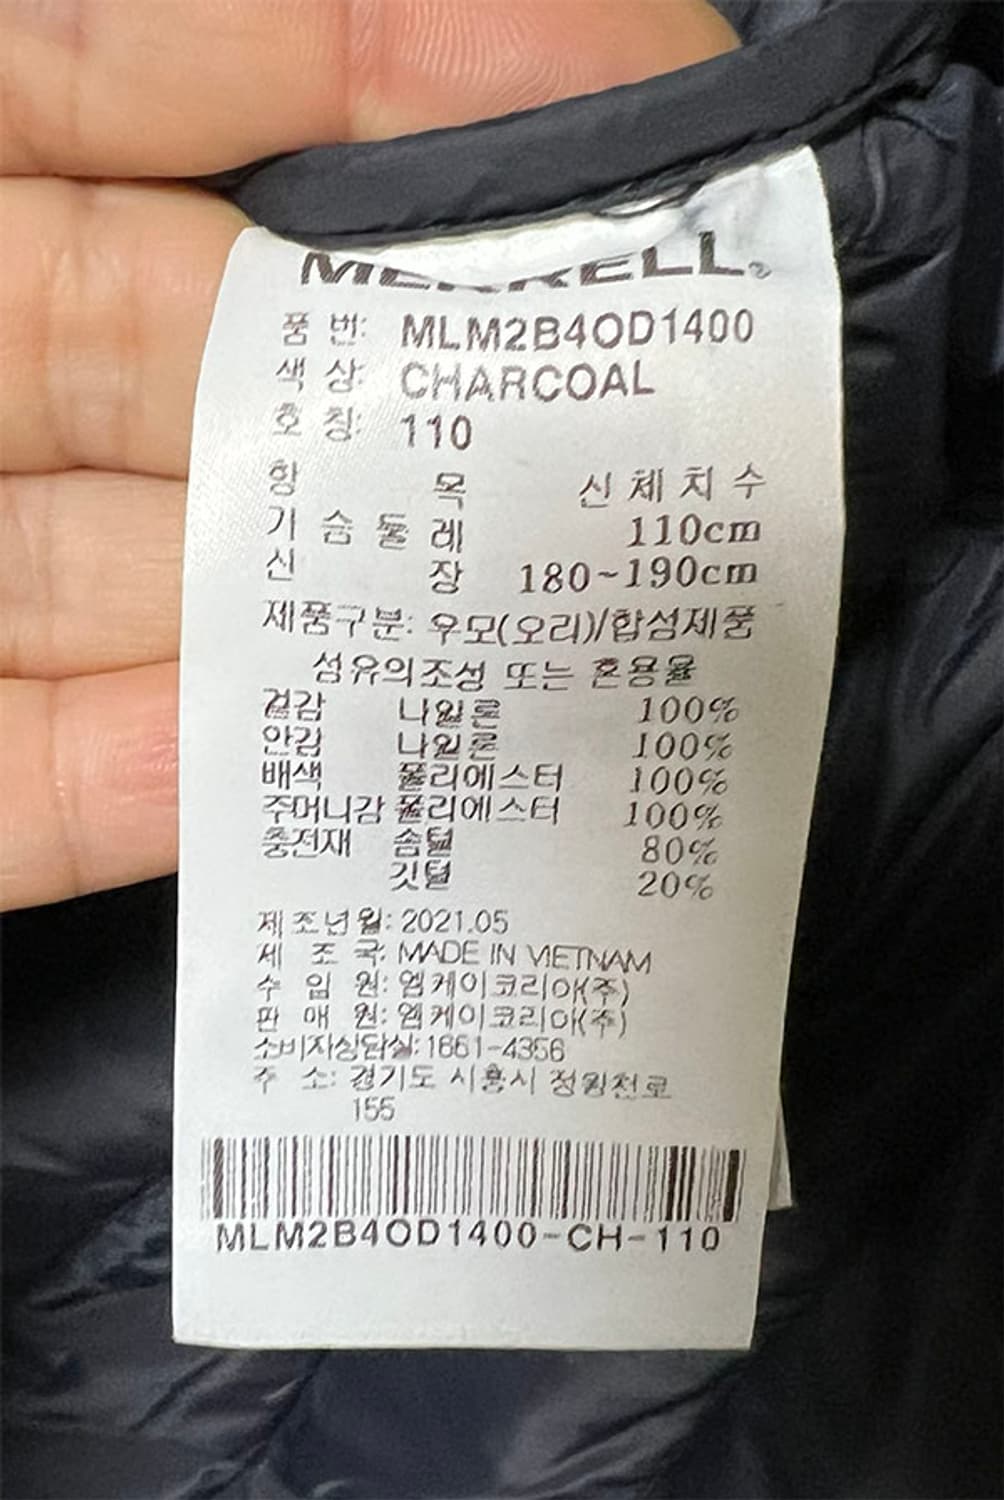 MERRELL
품 번: MLM2B4OD1400
색 상: CHARCOAL
호 칭: 110
항 목 신 체 치 수
기 슴 둘 레 110cm
신 장 180~190cm
제품구분: 우모(오리)/합성제품
섬유의조성 또는 혼용율
겉감 나일론 100%
안감 나일론 100%
배색 폴리에스터 100%
주머니감 폴리에스터 100%
충전재 솜털 80%
깃털 20%
제조년월: 2021.05
제 조 국: MADE IN VIETNAM
수 입 원: 엠케이코리아(주)
판 매 원: 엠케이코리아(주)
소비자상담실: 1661-4356
주 소: 경기도 시흥시 정왕천로
155
MLM2B4OD1400-CH-110